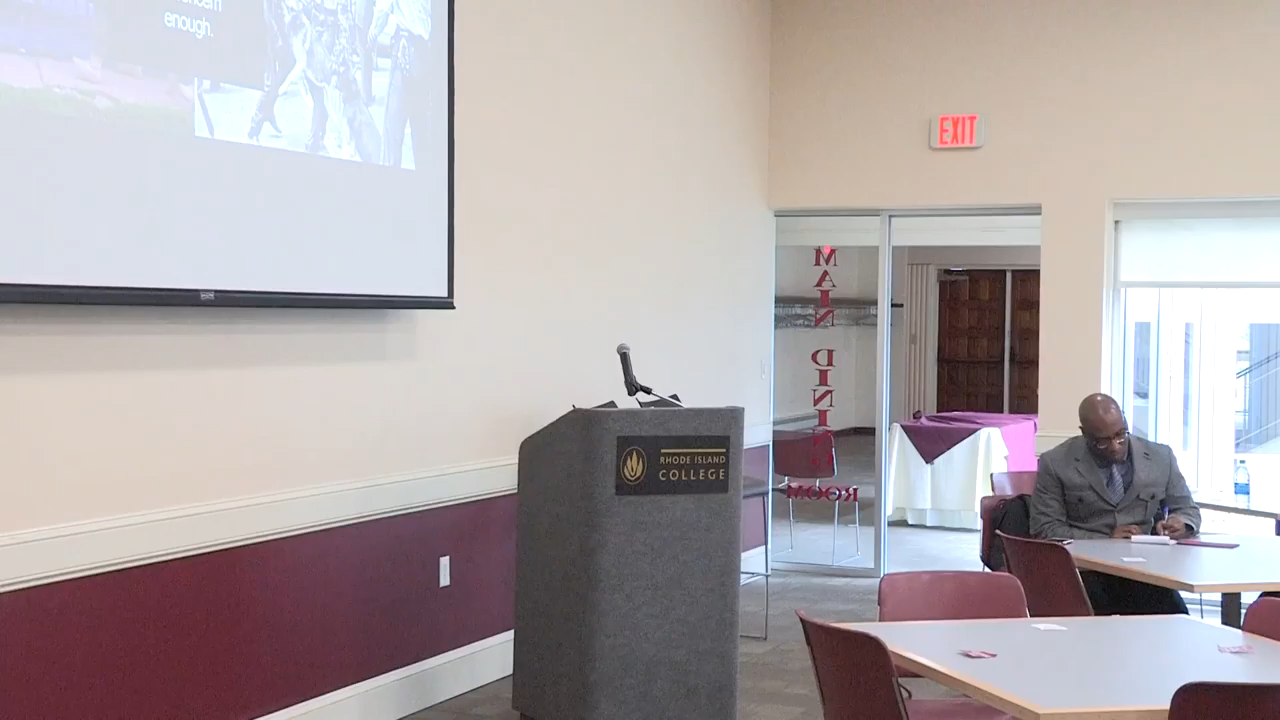 enough.
EXIT
MAIN DINING
ROOM
RHODE ISLAND
COLLEGE